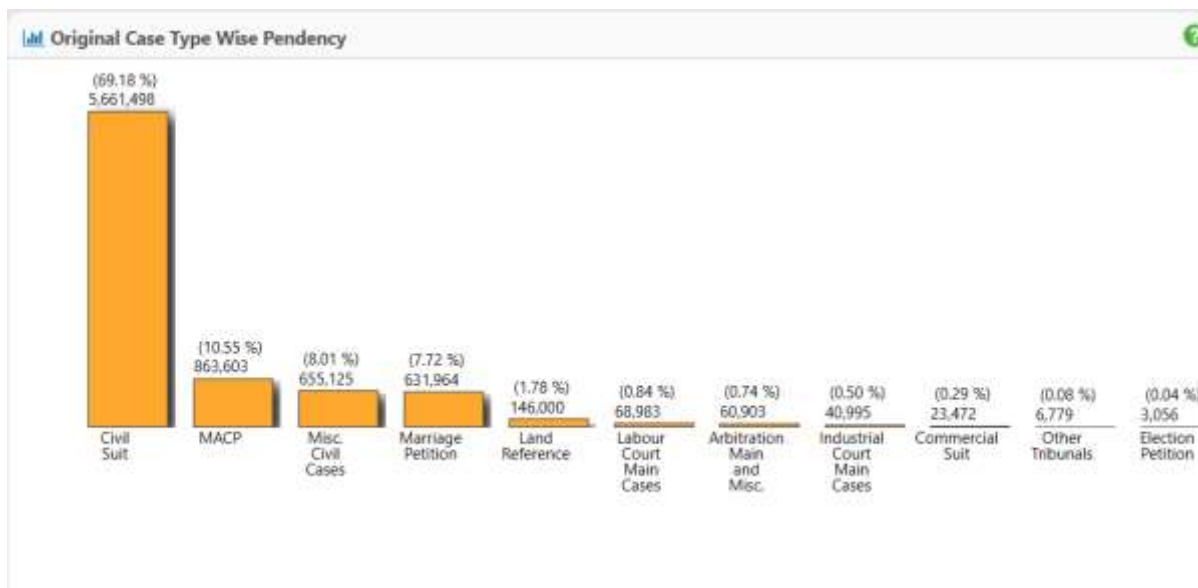 Original Case Type Wise Pendency
?
(69.18 %)
5,661,498
(10.55 %)
863,603
(8.01 %)
655,125
(7.72 %)
631,964
(1.78 %)
146,000
(0.84 %)
68,983
(0.74 %)
60,903
(0.50 %)
40,995
(0.29 %)
23,472
(0.08 %)
6,779
(0.04 %)
3,056
Civil
Suit
MACP
Misc.
Civil
Cases
Marriage
Petition
Land
Reference
Labour
Court
Main
Cases
Arbitration
Main
and
Misc.
Industrial
Court
Main
Cases
Commercial
Suit
Other
Tribunals
Election
Petition